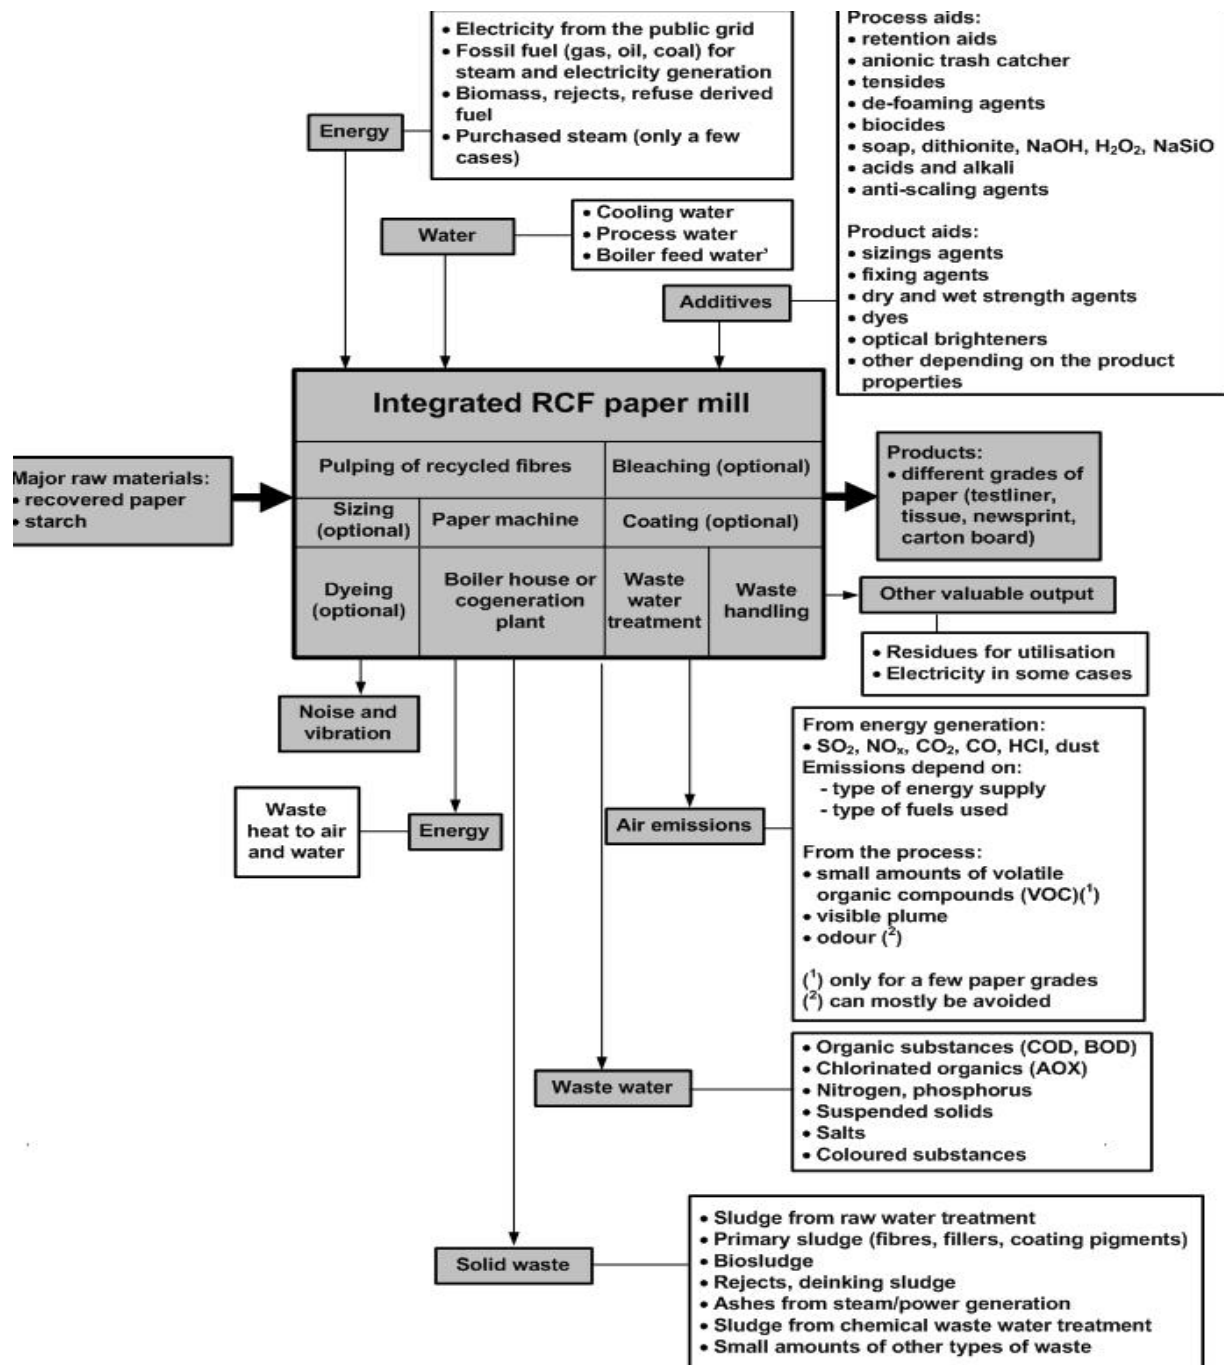 • Electricity from the public grid
• Fossil fuel (gas, oil, coal) for
steam and electricity generation
• Biomass, rejects, refuse derived
fuel
• Purchased steam (only a few
cases)
Energy
Process aids:
• retention aids
• anionic trash catcher
• tensides
• de-foaming agents
• biocides
• soap, dithionite, NaOH, H₂O₂, NaSiO
• acids and alkali
• anti-scaling agents
Product aids:
• sizings agents
• fixing agents
• dry and wet strength agents
• dyes
• optical brighteners
• other depending on the product
properties
Water
• Cooling water
• Process water
• Boiler feed water³
Additives
Integrated RCF paper mill
Pulping of recycled fibres
Bleaching (optional)
Sizing
(optional)
Paper machine
Coating (optional)
Dyeing
(optional)
Boiler house or
cogeneration
plant
Waste
water
treatment
Waste
handling
Major raw materials:
• recovered paper
• starch
Products:
• different grades of
paper (testliner,
tissue, newsprint,
carton board)
Other valuable output
• Residues for utilisation
• Electricity in some cases
Noise and
vibration
Waste
heat to air
and water
Energy
Air emissions
From energy generation:
• SO₂, NOₓ, CO₂, CO, HCl, dust
Emissions depend on:
- type of energy supply
- type of fuels used
From the process:
• small amounts of volatile
organic compounds (VOC)(¹)
• visible plume
• odour (²)
(¹) only for a few paper grades
(²) can mostly be avoided
Waste water
• Organic substances (COD, BOD)
• Chlorinated organics (AOX)
• Nitrogen, phosphorus
• Suspended solids
• Salts
• Coloured substances
Solid waste
• Sludge from raw water treatment
• Primary sludge (fibres, fillers, coating pigments)
• Biosludge
• Rejects, deinking sludge
• Ashes from steam/power generation
• Sludge from chemical waste water treatment
• Small amounts of other types of waste